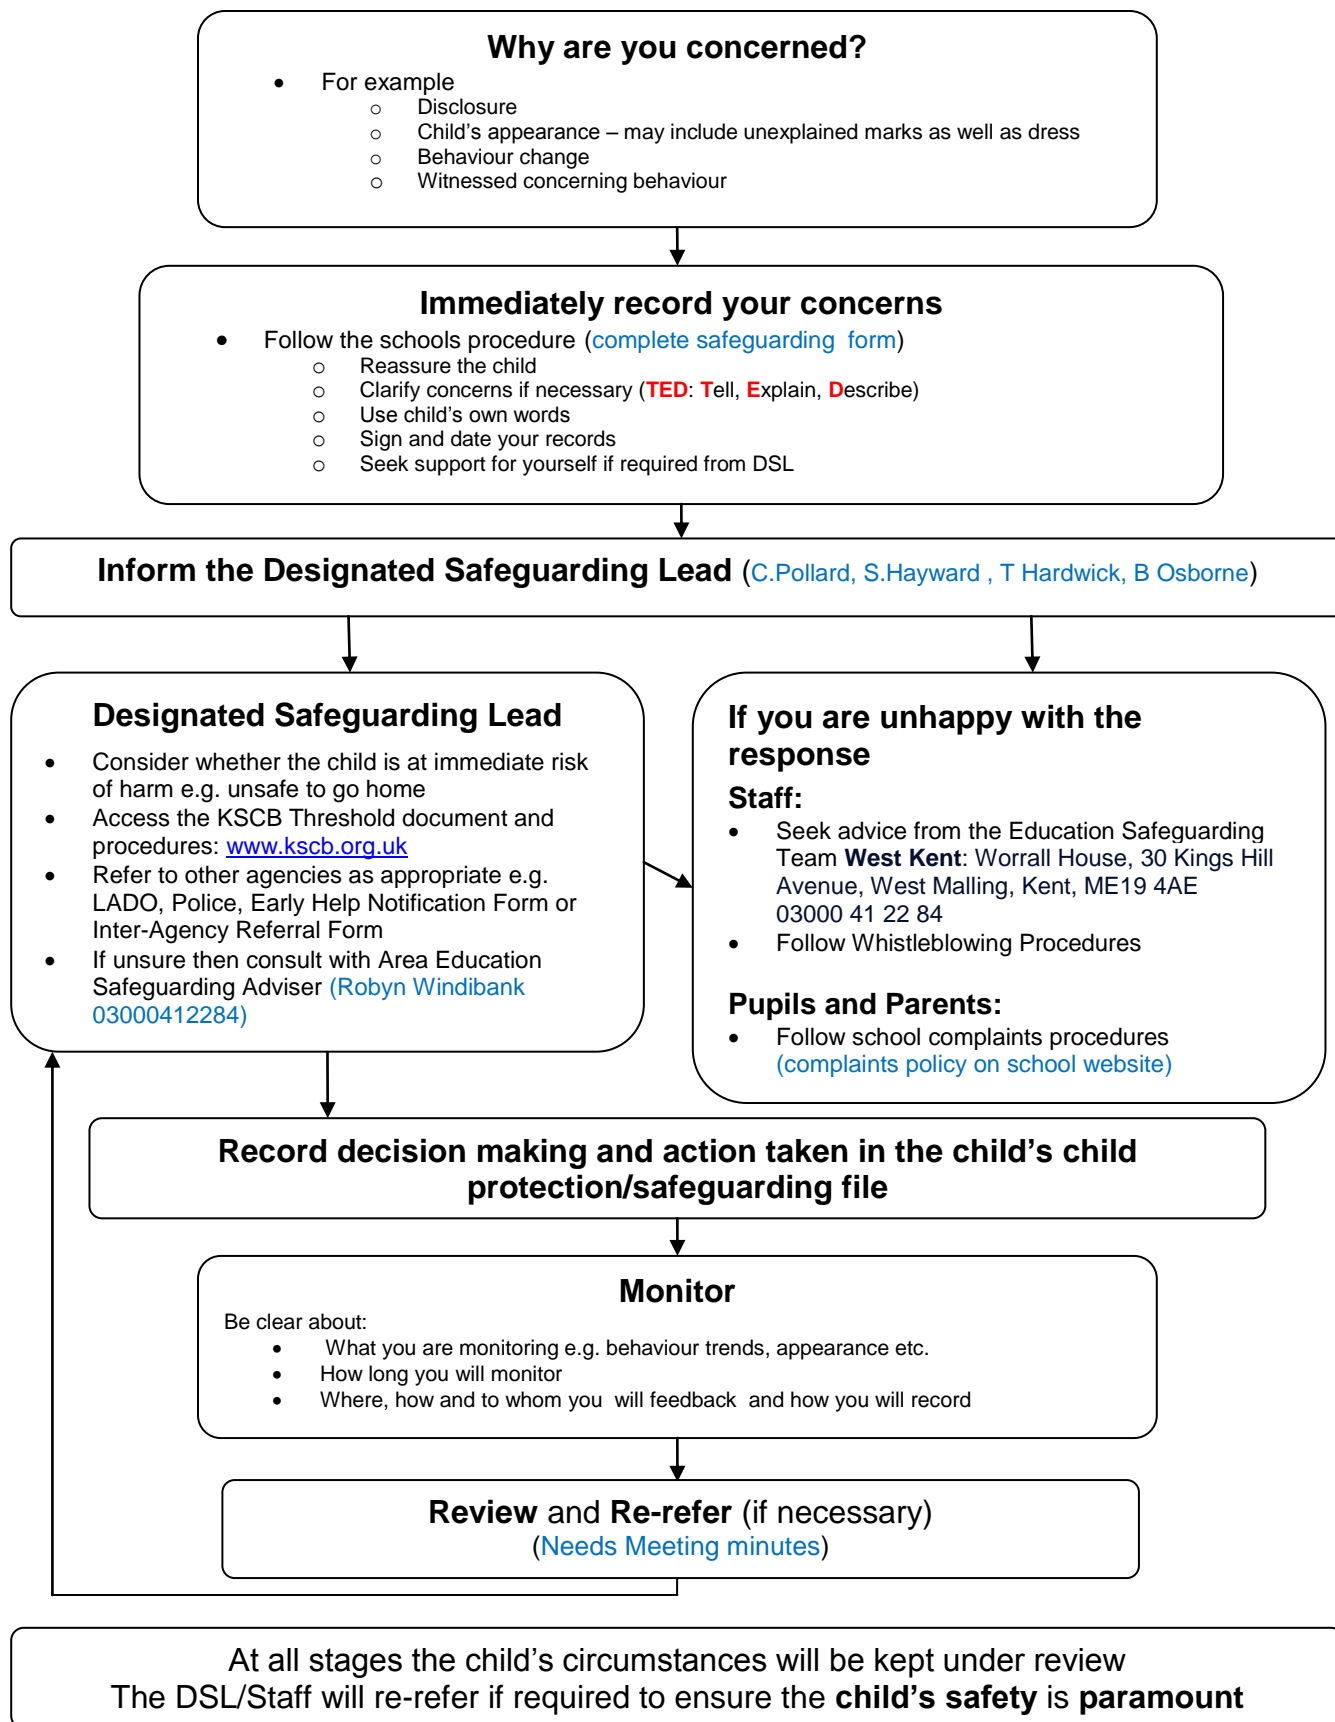 Why are you concerned?
• For example
o Disclosure
o Child’s appearance – may include unexplained marks as well as dress
o Behaviour change
o Witnessed concerning behaviour
Immediately record your concerns
• Follow the schools procedure (complete safeguarding form)
o Reassure the child
o Clarify concerns if necessary (TED: Tell, Explain, Describe)
o Use child’s own words
o Sign and date your records
o Seek support for yourself if required from DSL
Inform the Designated Safeguarding Lead (C.Pollard, S.Hayward , T Hardwick, B Osborne)
Designated Safeguarding Lead
• Consider whether the child is at immediate risk
of harm e.g. unsafe to go home
• Access the KSCB Threshold document and
procedures: www.kscb.org.uk
• Refer to other agencies as appropriate e.g.
LADO, Police, Early Help Notification Form or
Inter-Agency Referral Form
• If unsure then consult with Area Education
Safeguarding Adviser (Robyn Windibank
03000412284)
If you are unhappy with the
response
Staff:
• Seek advice from the Education Safeguarding
Team West Kent: Worrall House, 30 Kings Hill
Avenue, West Malling, Kent, ME19 4AE
03000 41 22 84
• Follow Whistleblowing Procedures
Pupils and Parents:
• Follow school complaints procedures
(complaints policy on school website)
Record decision making and action taken in the child’s child
protection/safeguarding file
Monitor
Be clear about:
• What you are monitoring e.g. behaviour trends, appearance etc.
• How long you will monitor
• Where, how and to whom you will feedback and how you will record
Review and Re-refer (if necessary)
(Needs Meeting minutes)
At all stages the child’s circumstances will be kept under review
The DSL/Staff will re-refer if required to ensure the child’s safety is paramount